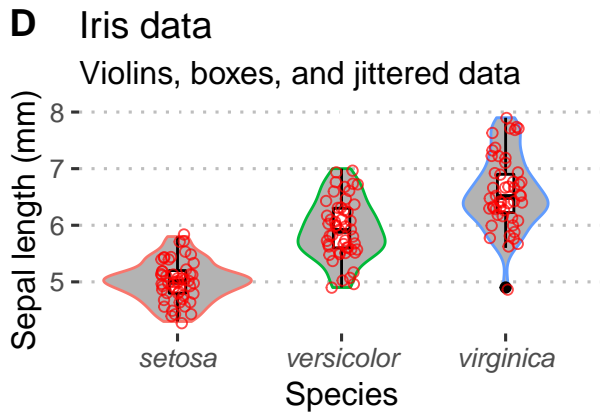 D Iris data
Violins, boxes, and jittered data
Sepal length (mm)
8
7
6
5
setosa versicolor virginica
Species